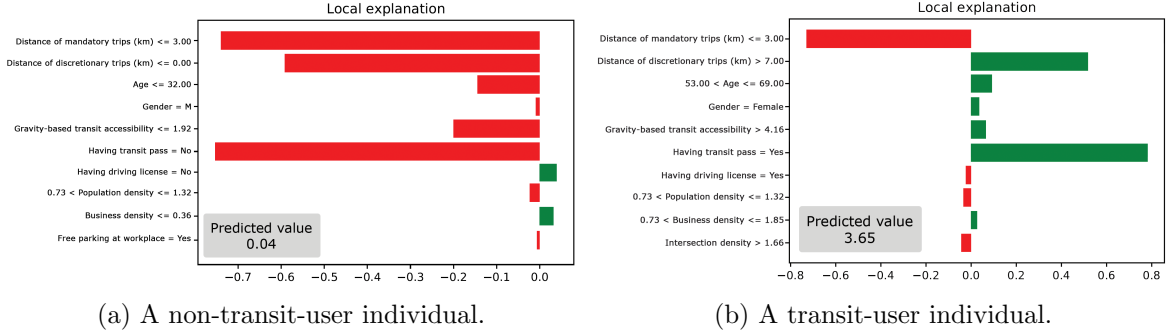 Local explanation
Distance of mandatory trips (km) <= 3.00
Distance of discretionary trips (km) <= 0.00
Age <= 32.00
Gender = M
Gravity-based transit accessibility <= 1.92
Having transit pass = No
Having driving license = No
0.73 < Population density <= 1.32
Business density <= 0.36
Free parking at workplace = Yes
Predicted value
0.04
−0.7 −0.6 −0.5 −0.4 −0.3 −0.2 −0.1 0.0
(a) A non-transit-user individual.
Local explanation
Distance of mandatory trips (km) <= 3.00
Distance of discretionary trips (km) > 7.00
53.00 < Age <= 69.00
Gender = Female
Gravity-based transit accessibility > 4.16
Having transit pass = Yes
Having driving license = Yes
0.73 < Population density <= 1.32
0.73 < Business density <= 1.85
Intersection density > 1.66
Predicted value
3.65
−0.8 −0.6 −0.4 −0.2 0.0 0.2 0.4 0.6 0.8
(b) A transit-user individual.